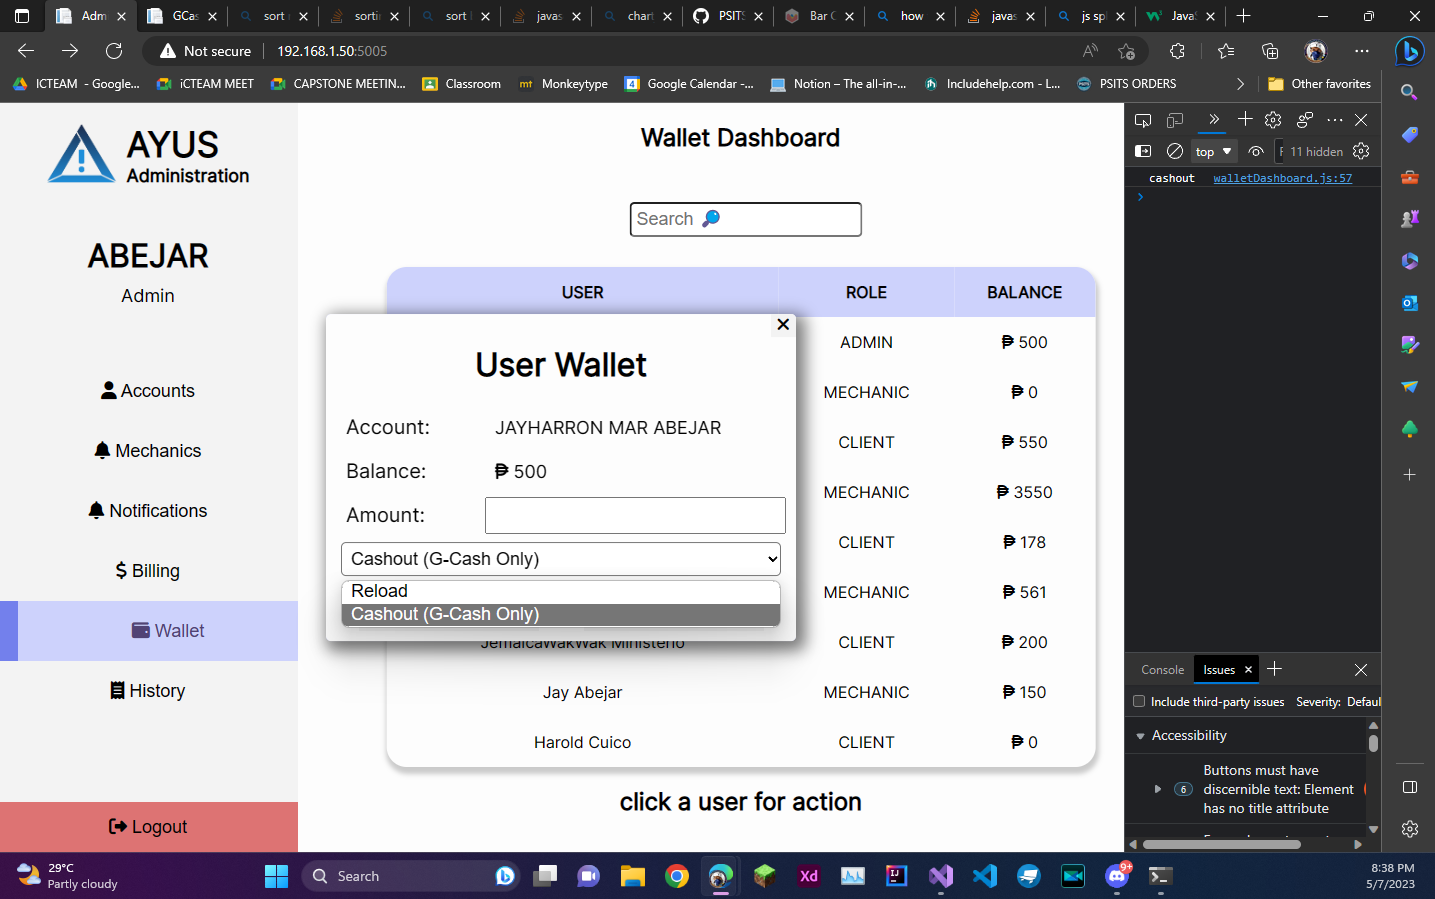 Adm
GCas
sort r
sortin
sort l
javas
chart
PSITS
Bar C
how
javas
js spl
JavaS
Not secure
192.168.1.50:5005
ICTEAM - Google...
iCTEAM MEET
CAPSTONE MEETIN...
Classroom
Monkeytype
Google Calendar -...
Notion – The all-in-...
Includehelp.com - L...
PSITS ORDERS
Other favorites
AYUS
Administration
ABEJAR
Admin
Accounts
Mechanics
Notifications
$ Billing
Wallet
History
Logout
Wallet Dashboard
Search
USER ROLE BALANCE
ADMIN ₱ 500
MECHANIC ₱ 0
CLIENT ₱ 550
MECHANIC ₱ 3550
CLIENT ₱ 178
MECHANIC ₱ 561
JemaicaWakWak Ministerio CLIENT ₱ 200
Jay Abejar MECHANIC ₱ 150
Harold Cuico CLIENT ₱ 0
click a user for action
User Wallet
Account: JAYHARRON MAR ABEJAR
Balance: ₱ 500
Amount:
Cashout (G-Cash Only)
Reload
Cashout (G-Cash Only)
top
11 hidden
cashout walletDashboard.js:57
Console
Issues
Include third-party issues Severity: Defaul
Accessibility
6
Buttons must have
discernible text: Element
has no title attribute
29°C
Partly cloudy
Search
Xd
9+
8:38 PM
5/7/2023